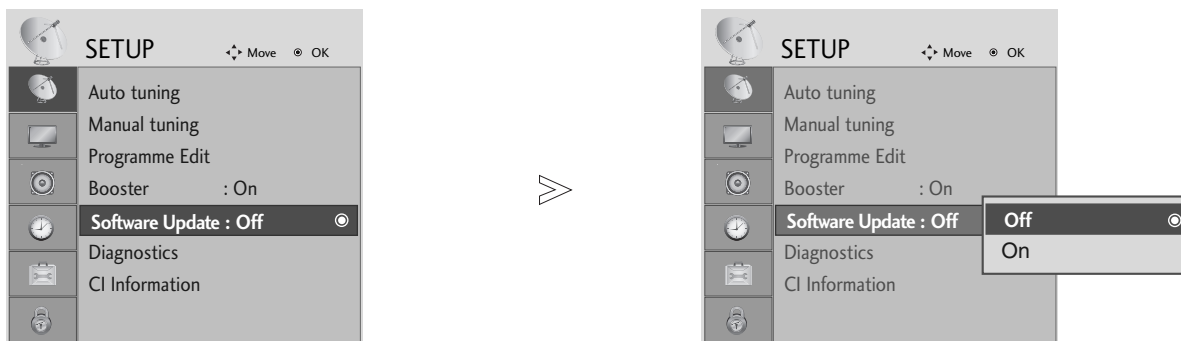 SETUP Move OK
Auto tuning
Manual tuning
Programme Edit
Booster : On
Software Update : Off
Diagnostics
CI Information
SETUP Move OK
Auto tuning
Manual tuning
Programme Edit
Booster : On
Software Update : Off
Diagnostics
CI Information
Off
On